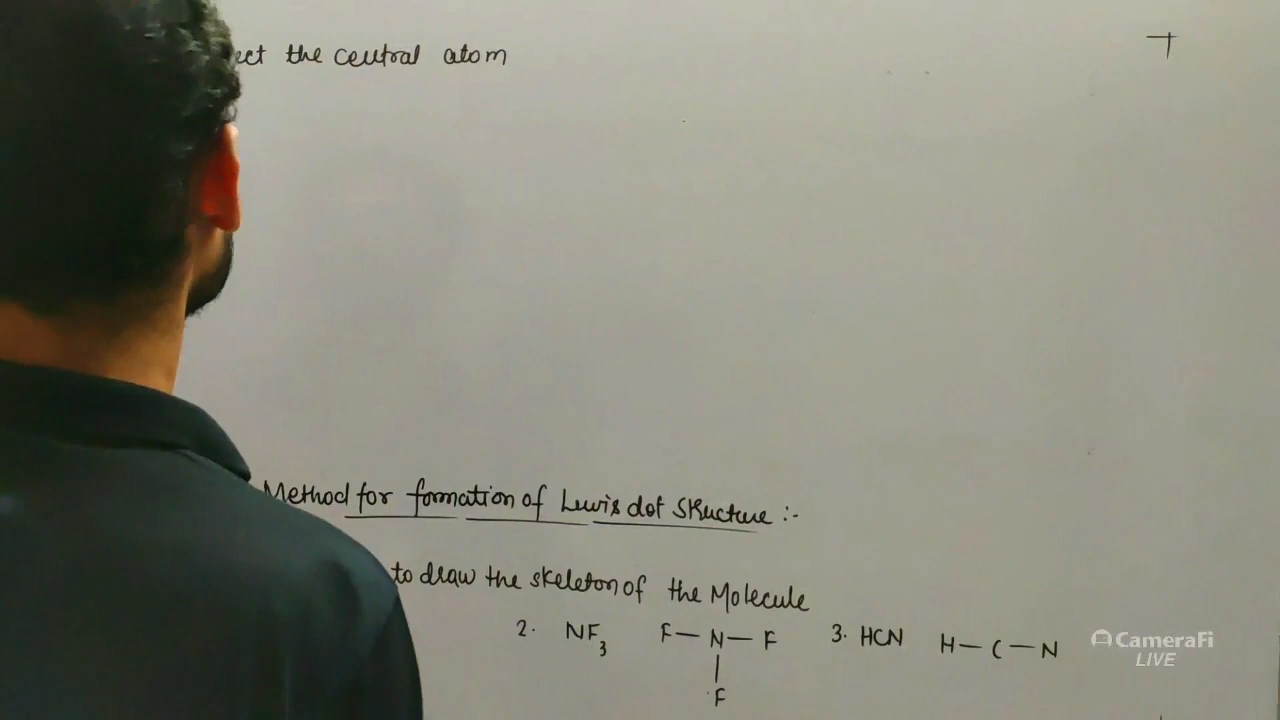 ect the central atom
Method for formation of Lewis dot structure :-
to draw the skeleton of the Molecule
2. NF3 F—N—F 3. HCN H—C—N
F
CameraFi
LIVE